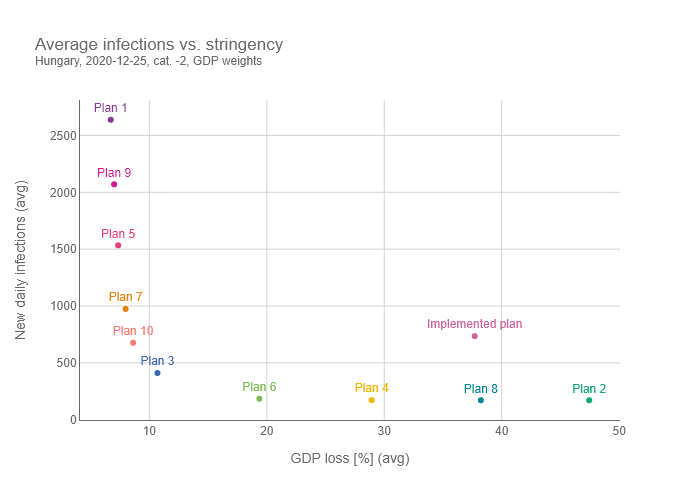 Average infections vs. stringency
Hungary, 2020-12-25, cat. -2, GDP weights
New daily infections (avg)
2500
2000
1500
1000
500
0
Plan 1
Plan 9
Plan 5
Plan 7
Plan 10
Implemented plan
Plan 3
Plan 6
Plan 4
Plan 8
Plan 2
10
20
30
40
50
GDP loss [%] (avg)